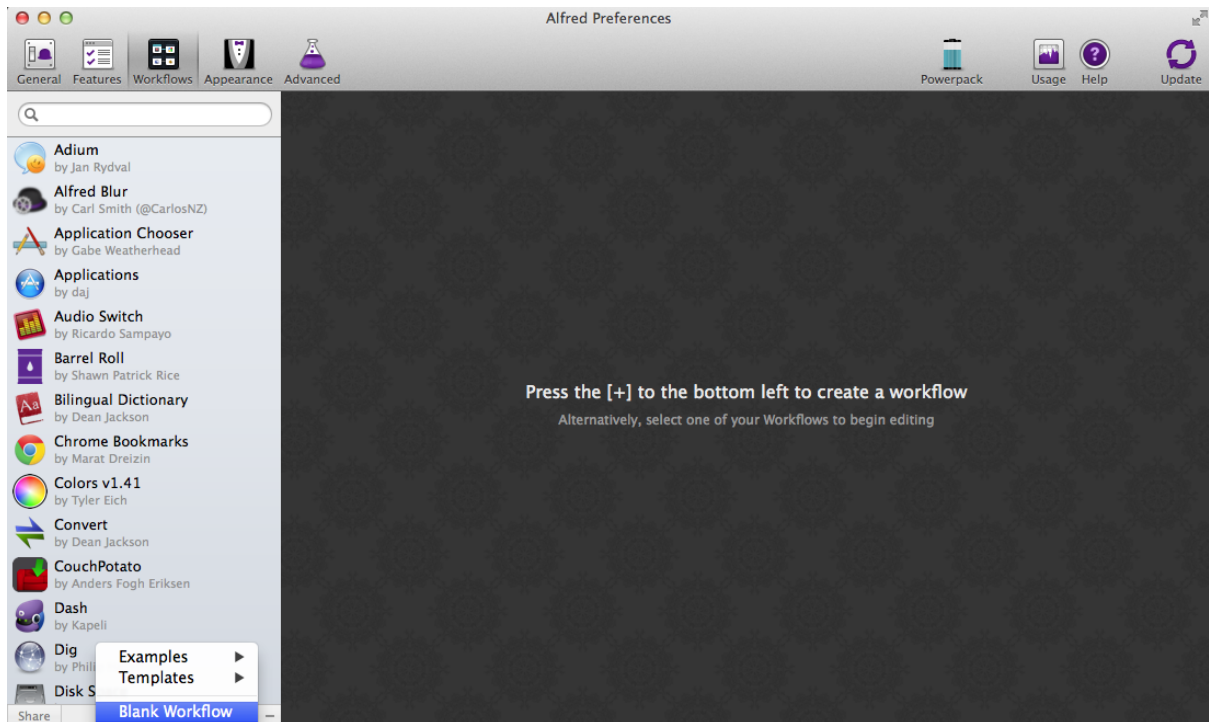 Alfred Preferences
General Features Workflows Appearance Advanced Powerpack Usage Help Update
Adium
by Jan Rydval
Alfred Blur
by Carl Smith (@CarlosNZ)
Application Chooser
by Gabe Weatherhead
Applications
by daj
Audio Switch
by Ricardo Sampayo
Barrel Roll
by Shawn Patrick Rice
Bilingual Dictionary
by Dean Jackson
Chrome Bookmarks
by Marat Dreizin
Colors v1.41
by Tyler Eich
Convert
by Dean Jackson
CouchPotato
by Anders Fogh Eriksen
Dash
by Kapeli
Dig
by Phili
Disk S
Share
Examples
Templates
Blank Workflow
Press the [+] to the bottom left to create a workflow
Alternatively, select one of your Workflows to begin editing